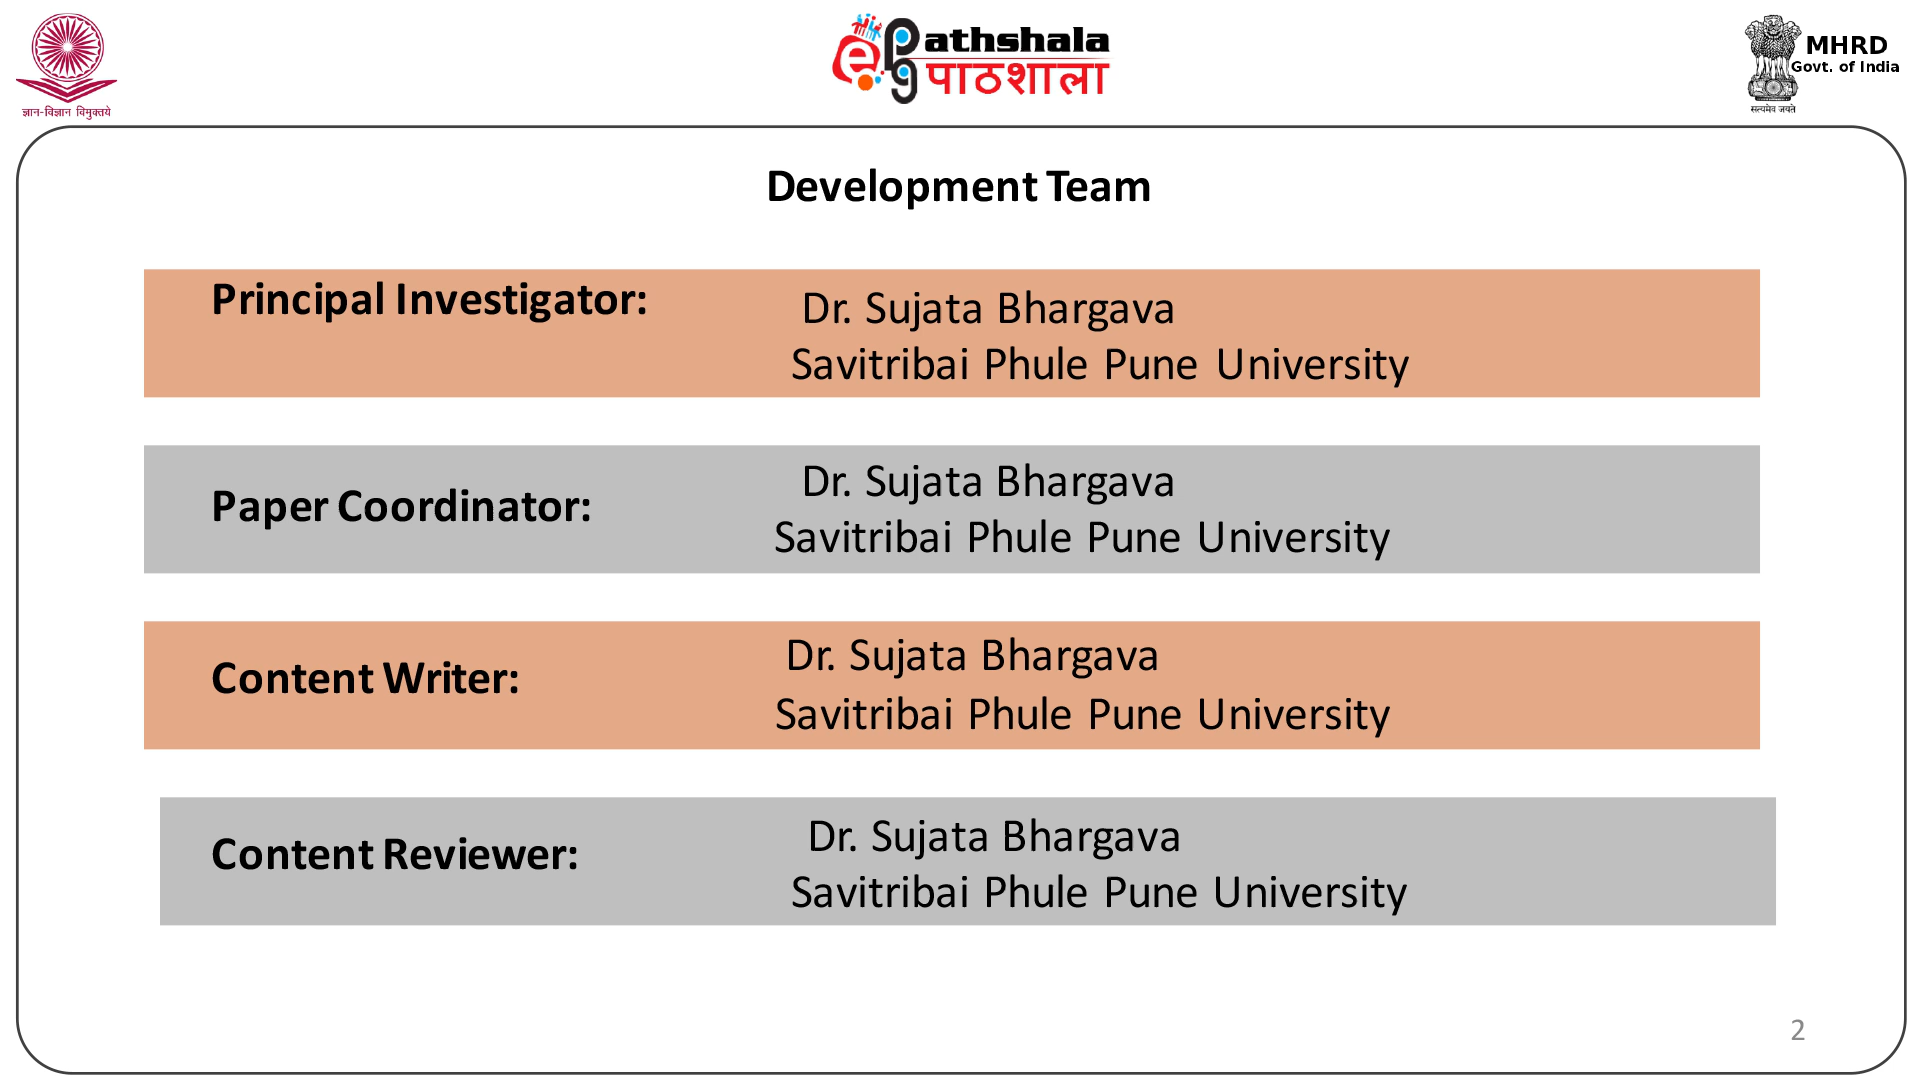 ज्ञान-विज्ञान विमुक्तये
ePG Pathshala
पाठशाला
MHRD
Govt. of India
सत्यमेव जयते
Development Team
Principal Investigator:
Dr. Sujata Bhargava
Savitribai Phule Pune University
Paper Coordinator:
Dr. Sujata Bhargava
Savitribai Phule Pune University
Content Writer:
Dr. Sujata Bhargava
Savitribai Phule Pune University
Content Reviewer:
Dr. Sujata Bhargava
Savitribai Phule Pune University
2